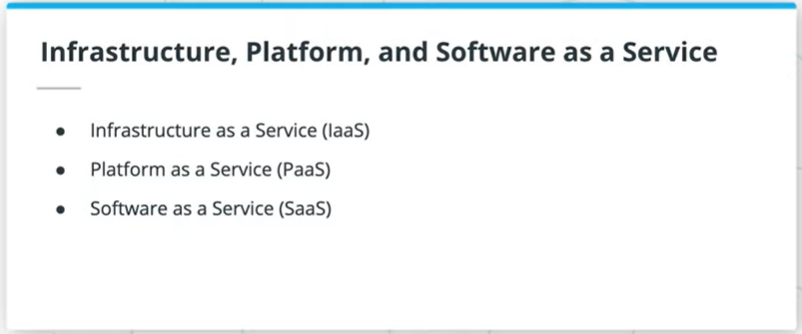 Infrastructure, Platform, and Software as a Service
● Infrastructure as a Service (IaaS)
● Platform as a Service (PaaS)
● Software as a Service (SaaS)